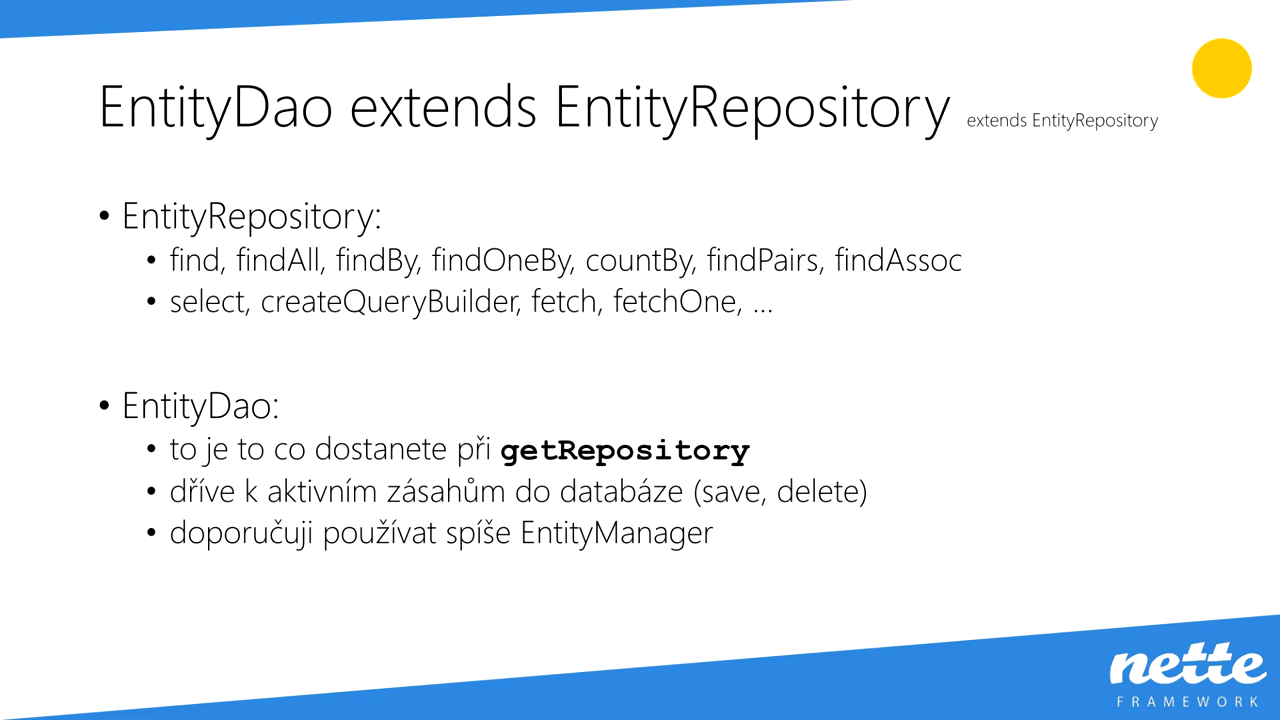 EntityDao extends EntityRepository extends EntityRepository
• EntityRepository:
• find, findAll, findBy, findOneBy, countBy, findPairs, findAssoc
• select, createQueryBuilder, fetch, fetchOne, …
• EntityDao:
• to je to co dostanete při getRepository
• dříve k aktivním zásahům do databáze (save, delete)
• doporučuji používat spíše EntityManager
nette
FRAMEWORK